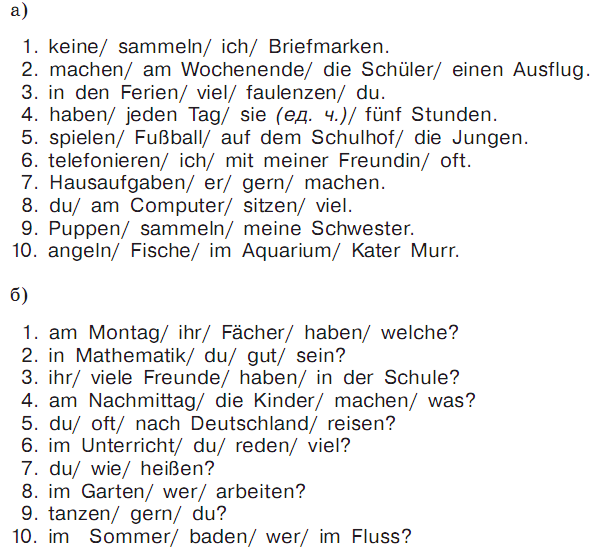 а)
1. keine/ sammeln/ ich/ Briefmarken.
2. machen/ am Wochenende/ die Schüler/ einen Ausflug.
3. in den Ferien/ viel/ faulenzen/ du.
4. haben/ jeden Tag/ sie (ед. ч.)/ fünf Stunden.
5. spielen/ Fußball/ auf dem Schulhof/ die Jungen.
6. telefonieren/ ich/ mit meiner Freundin/ oft.
7. Hausaufgaben/ er/ gern/ machen.
8. du/ am Computer/ sitzen/ viel.
9. Puppen/ sammeln/ meine Schwester.
10. angeln/ Fische/ im Aquarium/ Kater Murr.
б)
1. am Montag/ ihr/ Fächer/ haben/ welche?
2. in Mathematik/ du/ gut/ sein?
3. ihr/ viele Freunde/ haben/ in der Schule?
4. am Nachmittag/ die Kinder/ machen/ was?
5. du/ oft/ nach Deutschland/ reisen?
6. im Unterricht/ du/ reden/ viel?
7. du/ wie/ heißen?
8. im Garten/ wer/ arbeiten?
9. tanzen/ gern/ du?
10. im Sommer/ baden/ wer/ im Fluss?